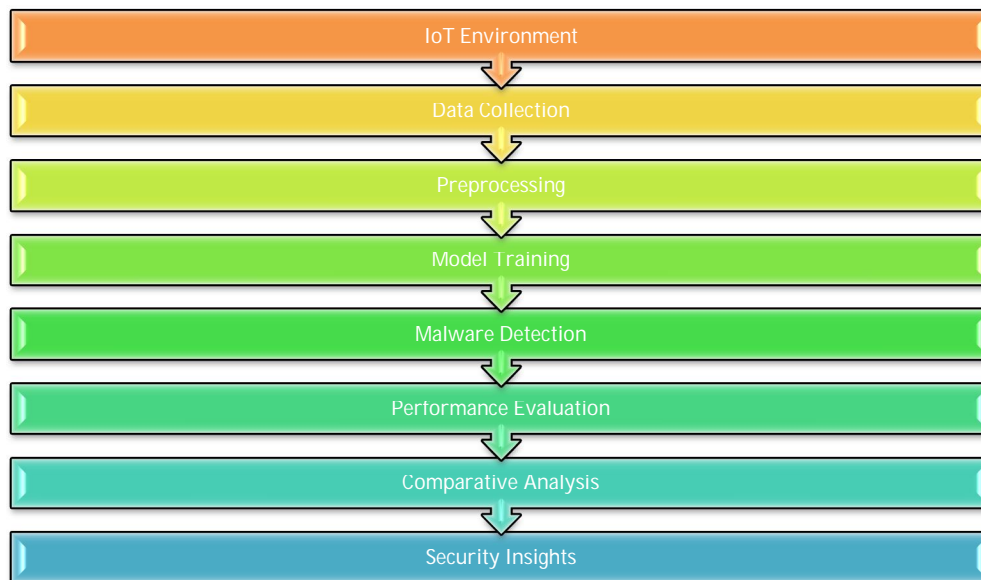 IoT Environment
Data Collection
Preprocessing
Model Training
Malware Detection
Performance Evaluation
Comparative Analysis
Security Insights